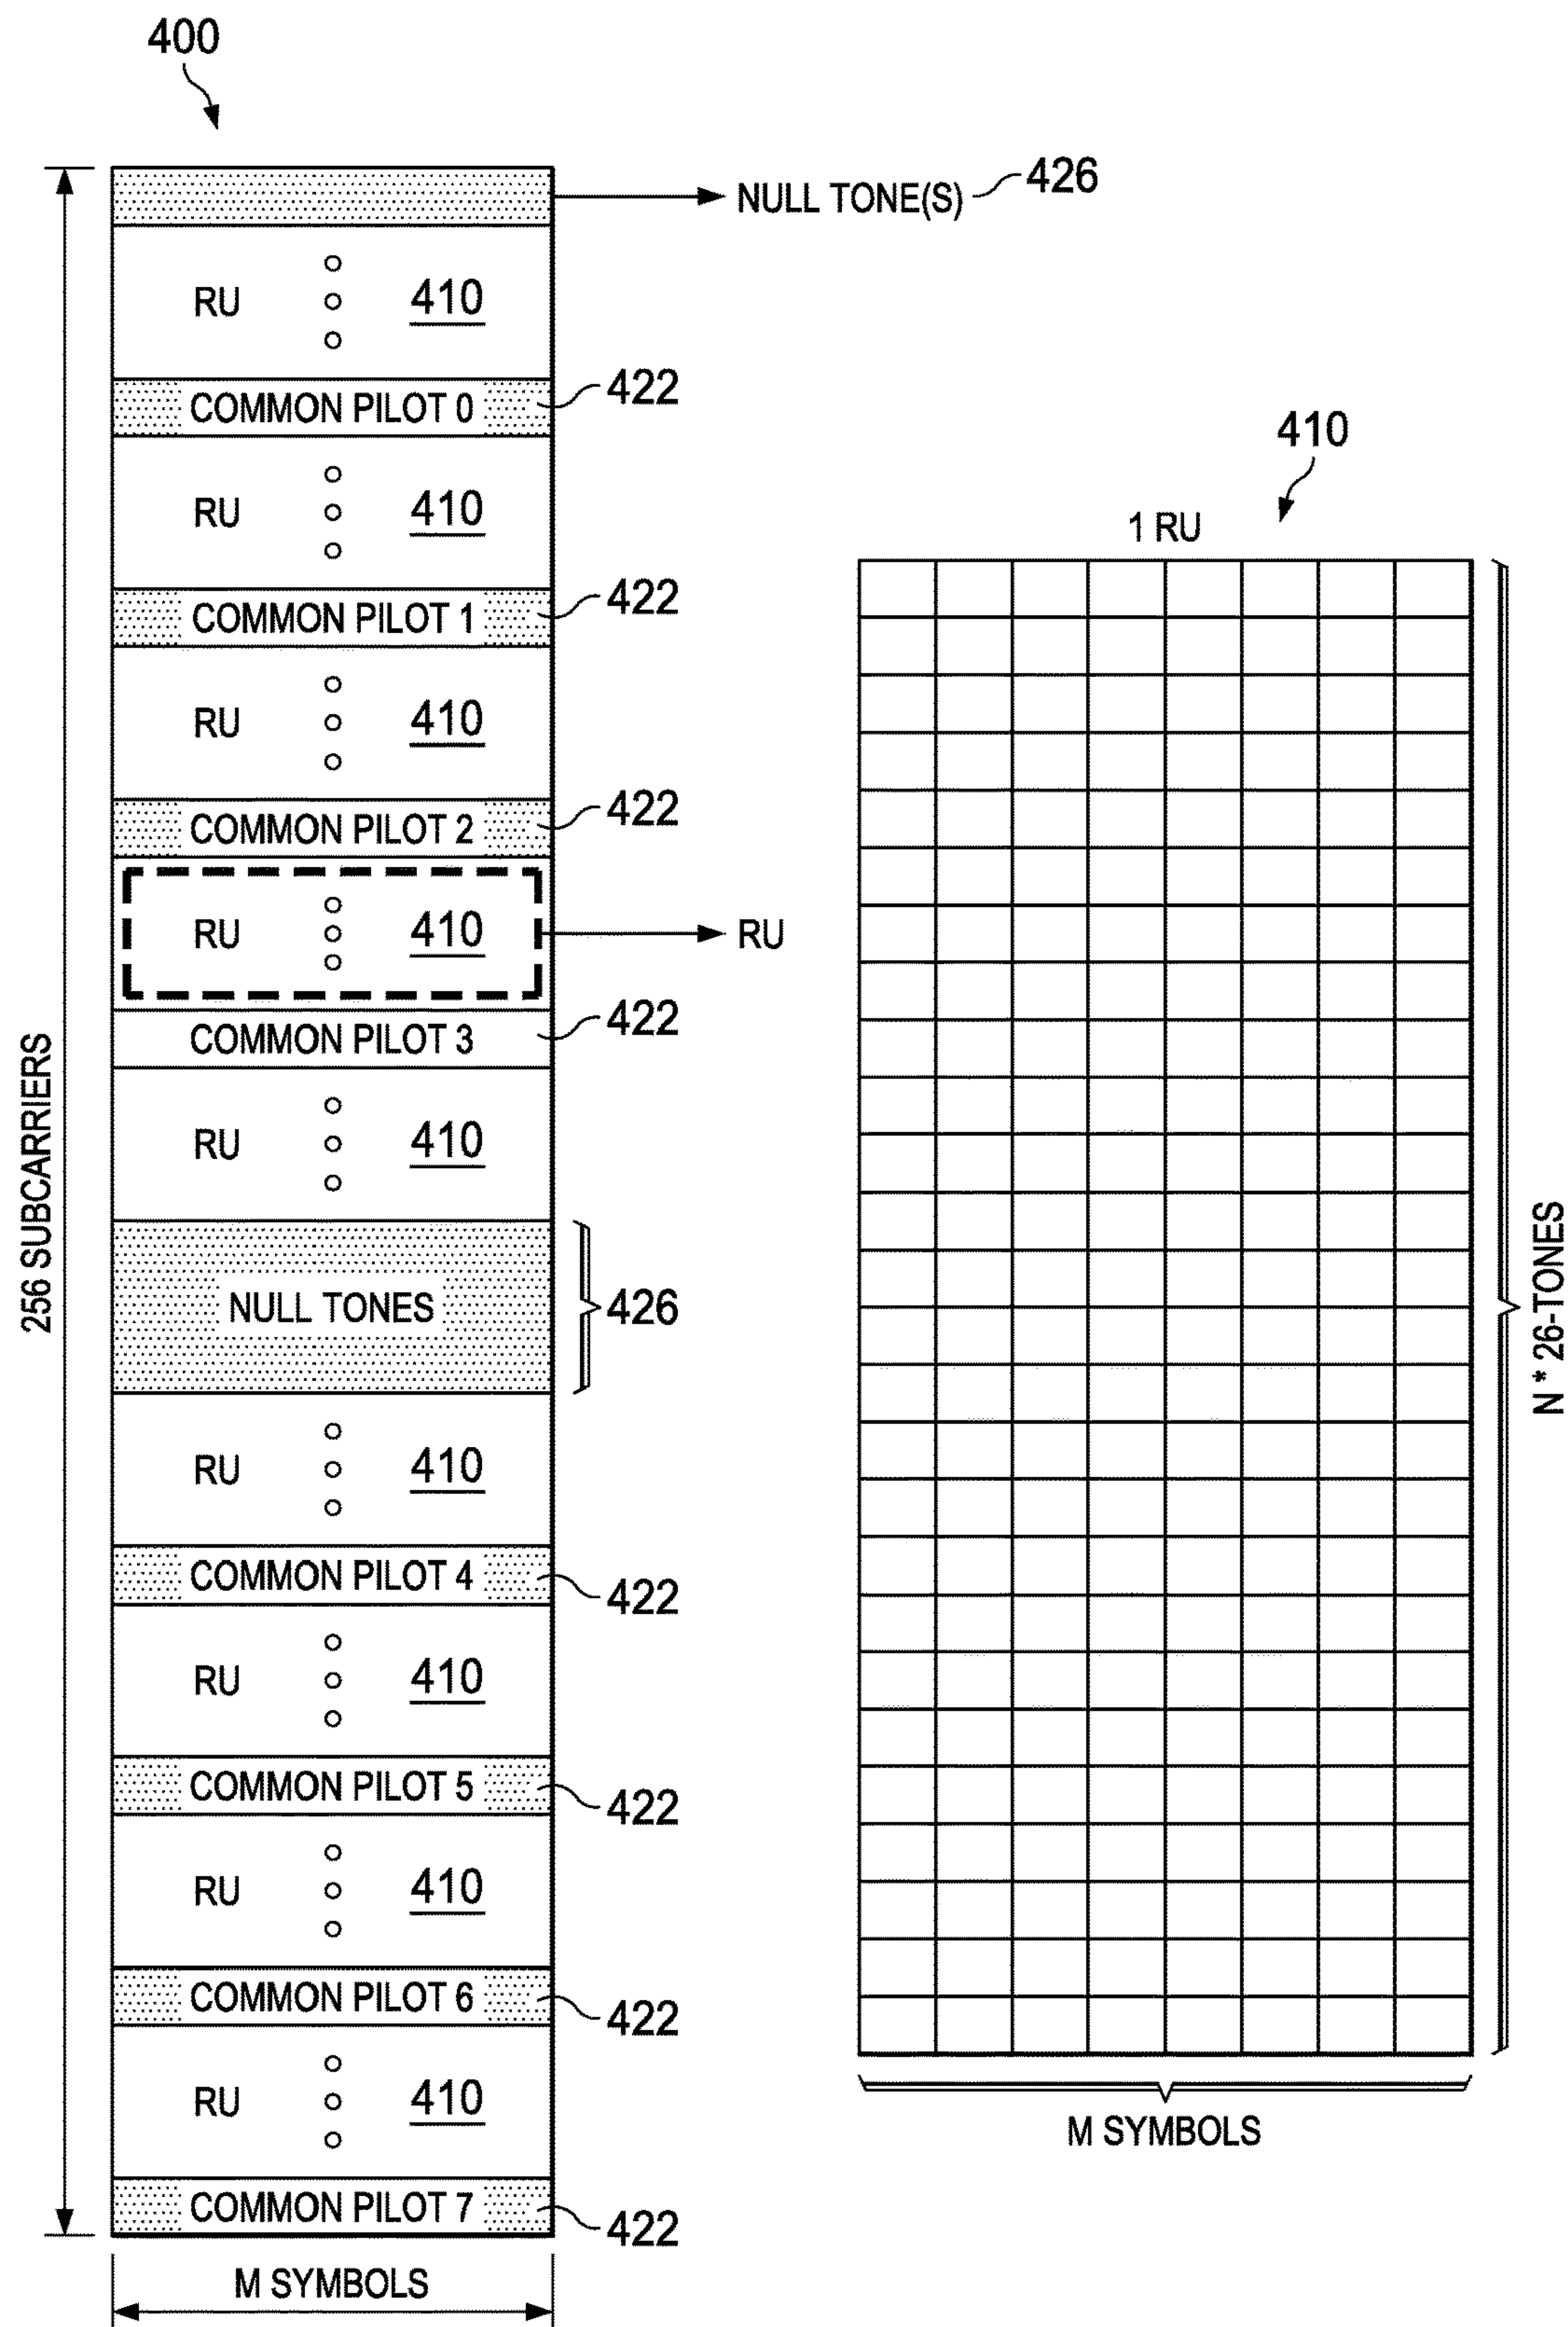 400
NULL TONE(S) 426
RU 410
COMMON PILOT 0 422
RU 410
COMMON PILOT 1 422
RU 410
COMMON PILOT 2 422
RU 410 RU
COMMON PILOT 3 422
RU 410
NULL TONES 426
RU 410
COMMON PILOT 4 422
RU 410
COMMON PILOT 5 422
RU 410
COMMON PILOT 6 422
RU 410
COMMON PILOT 7 422
256 SUBCARRIERS
M SYMBOLS
410
1 RU
N * 26-TONES
M SYMBOLS